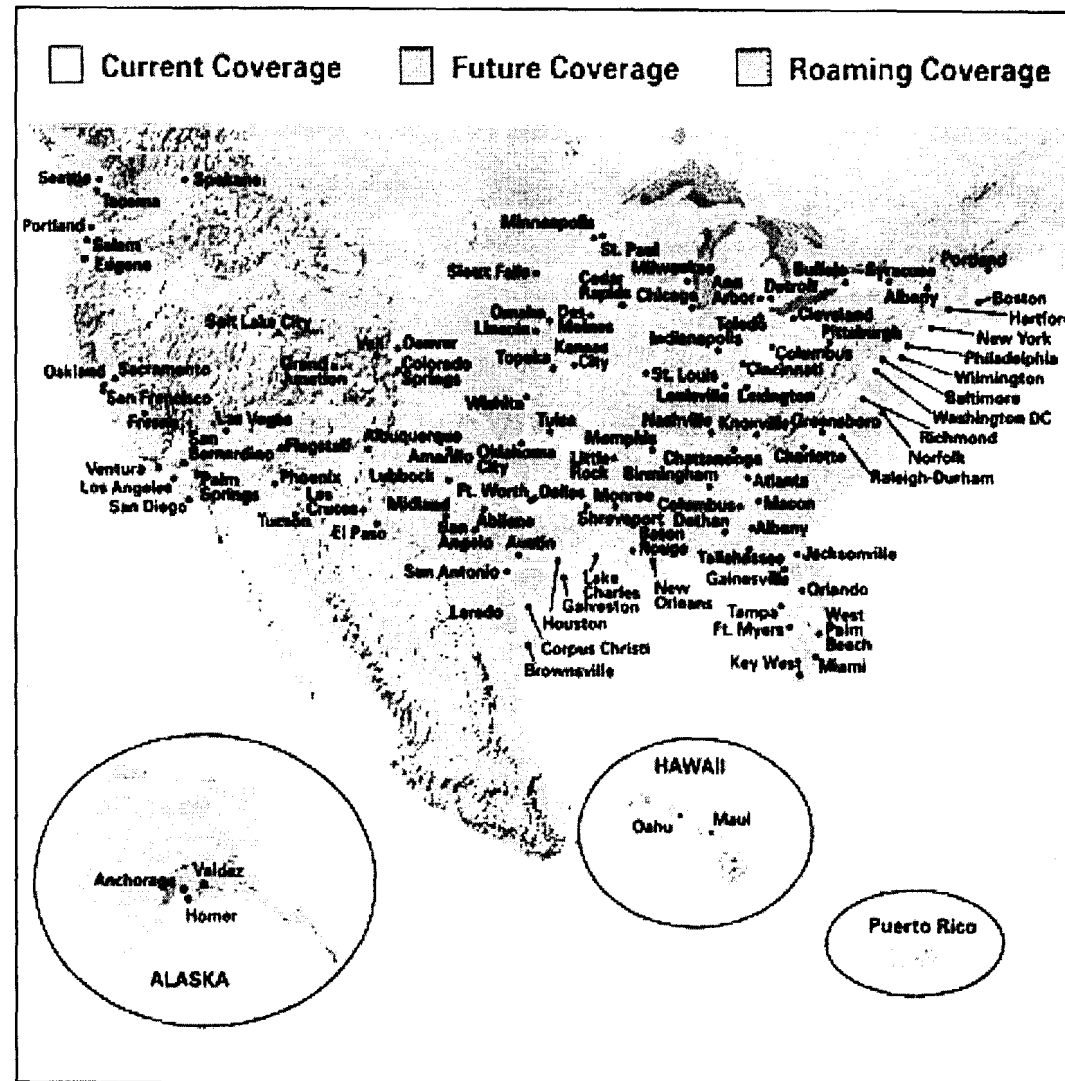 Current Coverage
Future Coverage
Roaming Coverage
Seattle
Spokane
Tacoma
Portland
Salem
Eugene
Minneapolis
St. Paul
Sioux Falls
Milwaukee
Cedar
Rapids
Chicago
Ann
Arbor
Detroit
Buffalo
Syracuse
Portland
Albany
Boston
Hartford
New York
Philadelphia
Wilmington
Baltimore
Washington DC
Richmond
Norfolk
Raleigh-Durham
Salt Lake City
Vail
Denver
Grand
Junction
Colorado
Springs
Omaha
Lincoln
Des
Moines
Topeka
Kansas
City
Toledo
Cleveland
Pittsburgh
Indianapolis
Columbus
Cincinnati
St. Louis
Louisville
Lexington
Oakland
Sacramento
San Francisco
Fresno
Las Vegas
San
Bernardino
Flagstaff
Albuquerque
Wichita
Tulsa
Amarillo
Oklahoma
City
Memphis
Little
Rock
Nashville
Knoxville
Greensboro
Chattanooga
Charlotte
Birmingham
Atlanta
Ventura
Los Angeles
San Diego
Palm
Springs
Phoenix
Tucson
Las
Cruces
El Paso
Lubbock
Midland
Ft. Worth
Dallas
Abilene
San
Angelo
Austin
San Antonio
Monroe
Shreveport
Columbus
Macon
Dothan
Albany
Baton
Rouge
Tallahassee
Jacksonville
Gainesville
Orlando
Lake
Charles
New
Orleans
Galveston
Houston
Laredo
Corpus Christi
Brownsville
Tampa
Ft. Myers
West
Palm
Beach
Key West
Miami
HAWAII
Oahu
Maui
Anchorage
Valdez
Homer
ALASKA
Puerto Rico